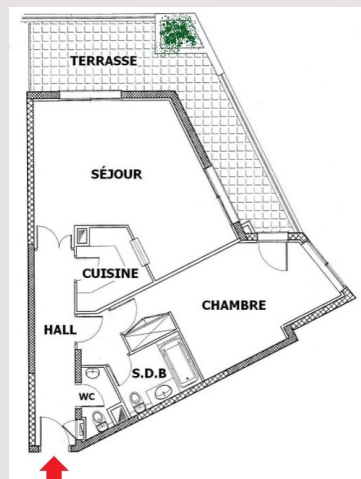 TERRASSE
SÉJOUR
CUISINE
CHAMBRE
HALL
S.D.B
WC